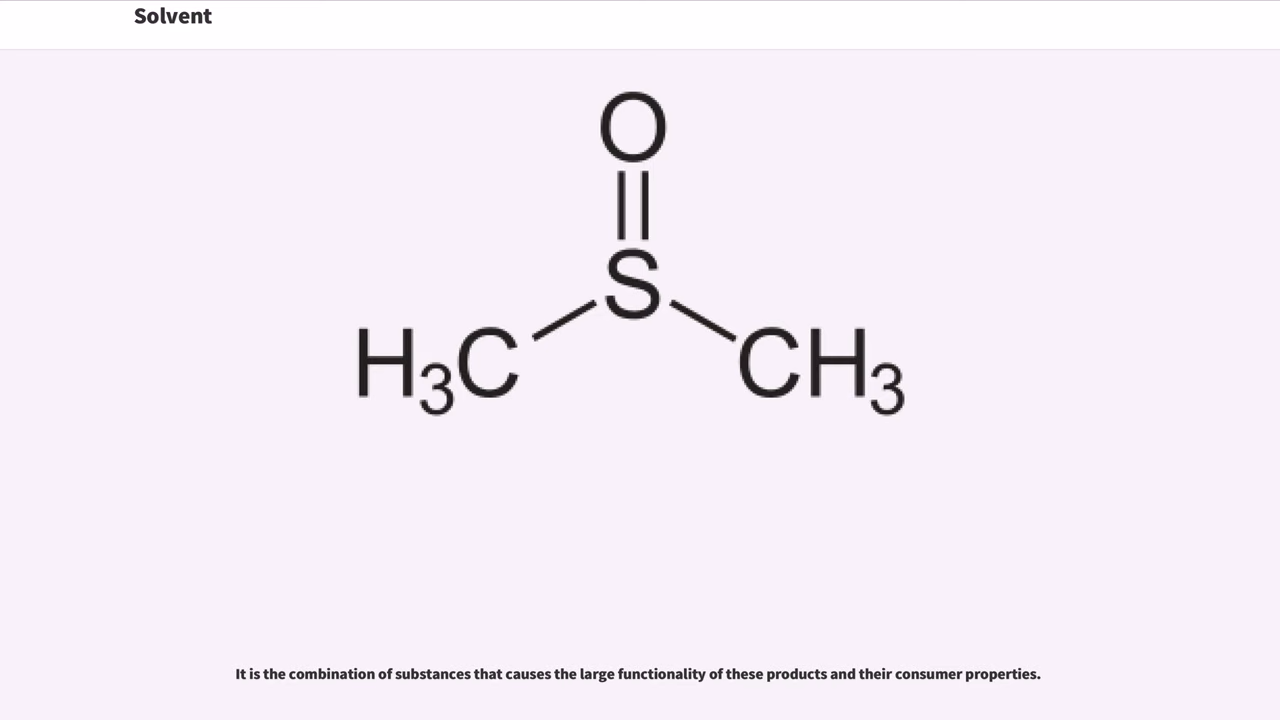 Solvent
O
S
H₃C CH₃
It is the combination of substances that causes the large functionality of these products and their consumer properties.